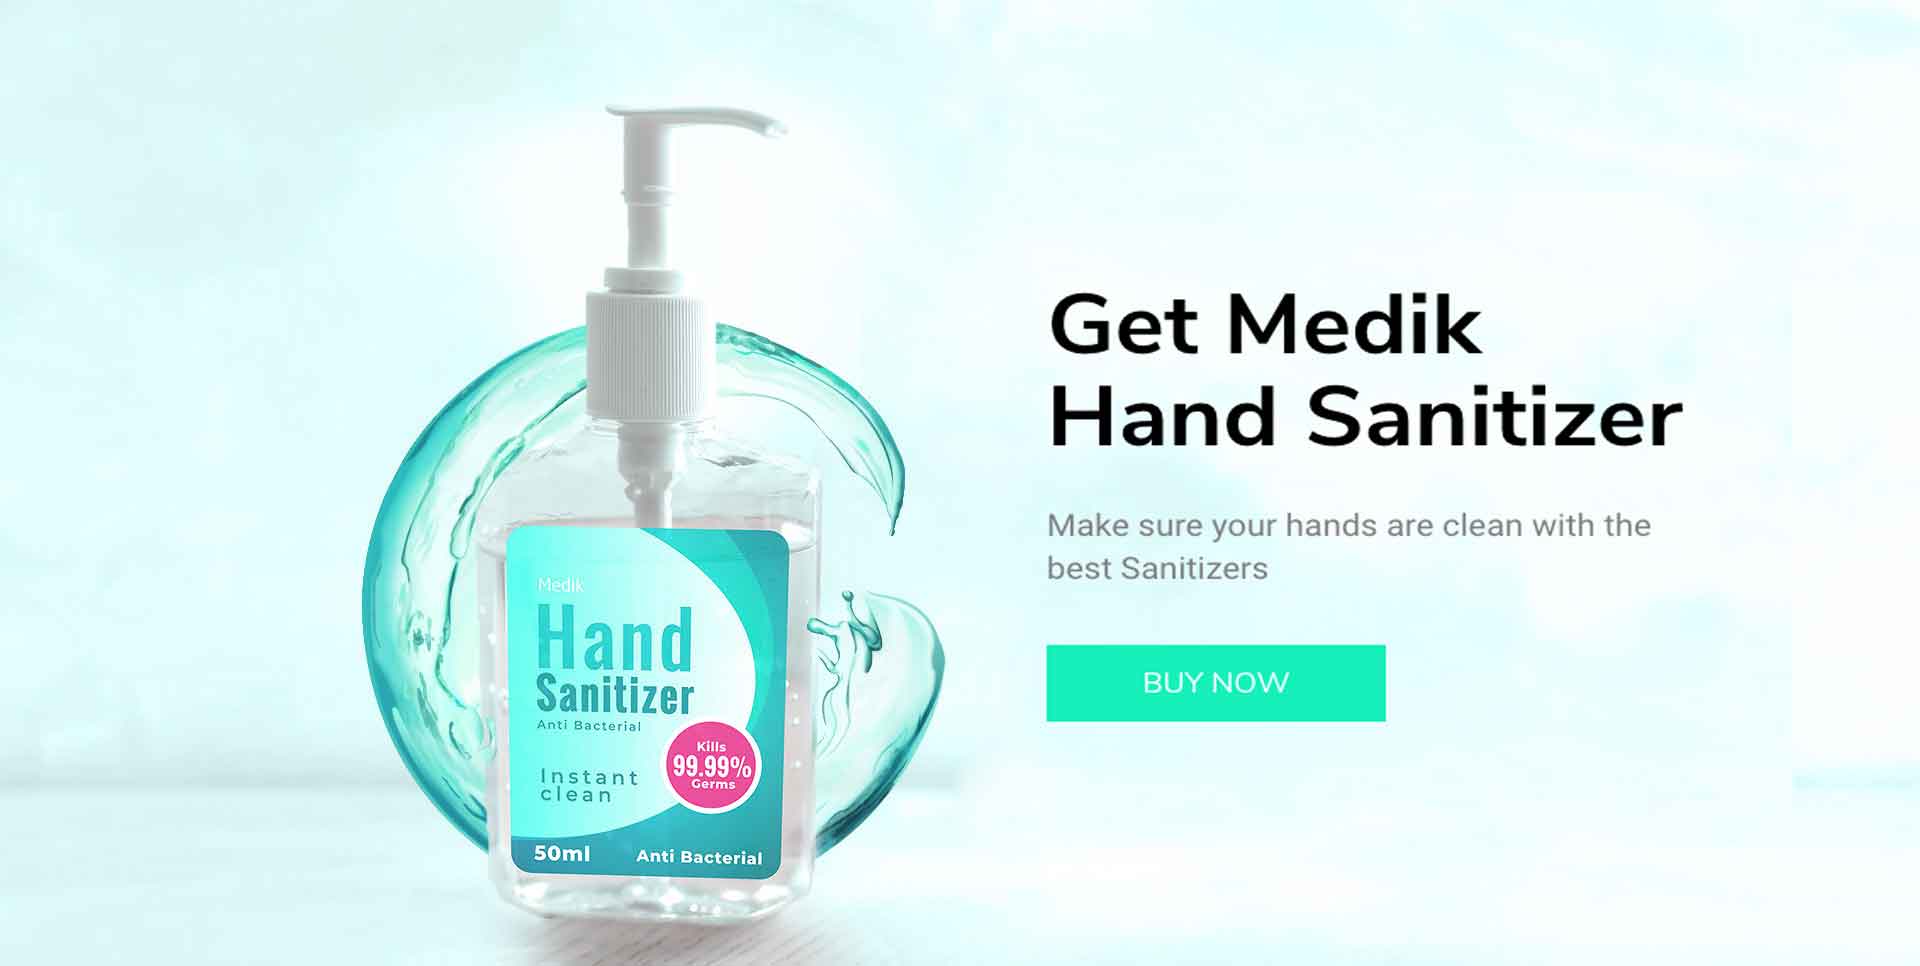 Get Medik
Hand Sanitizer
Make sure your hands are clean with the
best Sanitizers
BUY NOW
Medik
Hand
Sanitizer
Anti Bacterial
Instant
clean
Kills
99.99%
Germs
50ml
Anti Bacterial